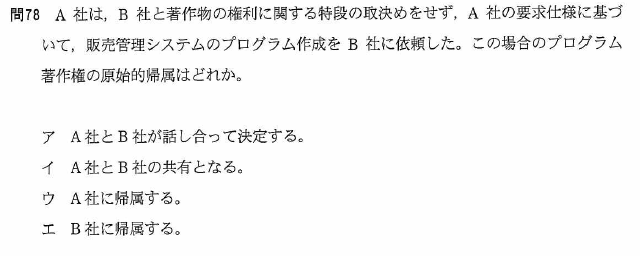 問78 A 社は，B 社と著作物の権利に関する特段の取決めをせず，A 社の要求仕様に基づ
いて，販売管理システムのプログラム作成を B 社に依頼した。この場合のプログラム
著作権の原始的帰属はどれか。
ア A 社と B 社が話し合って決定する。
イ A 社と B 社の共有となる。
ウ A 社に帰属する。
エ B 社に帰属する。